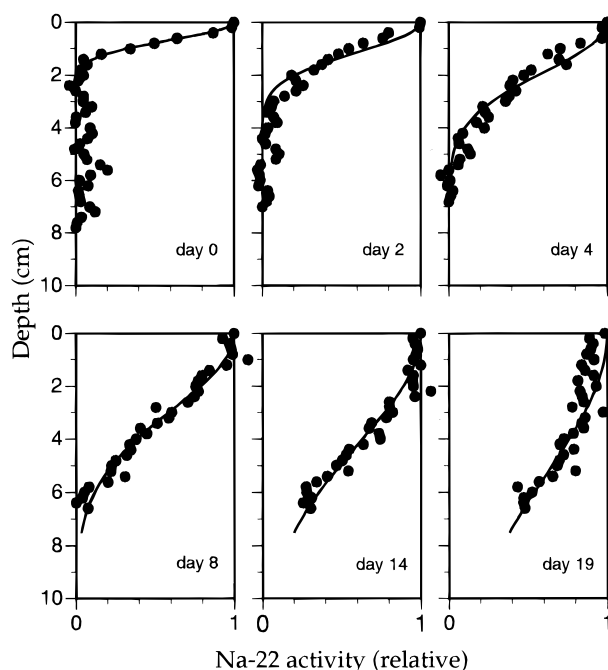 0
2
4
6
8
10
day 0
day 2
day 4
Depth (cm)
0
2
4
6
8
10
day 8
day 14
day 19
0 1 0 1 0 1
Na-22 activity (relative)